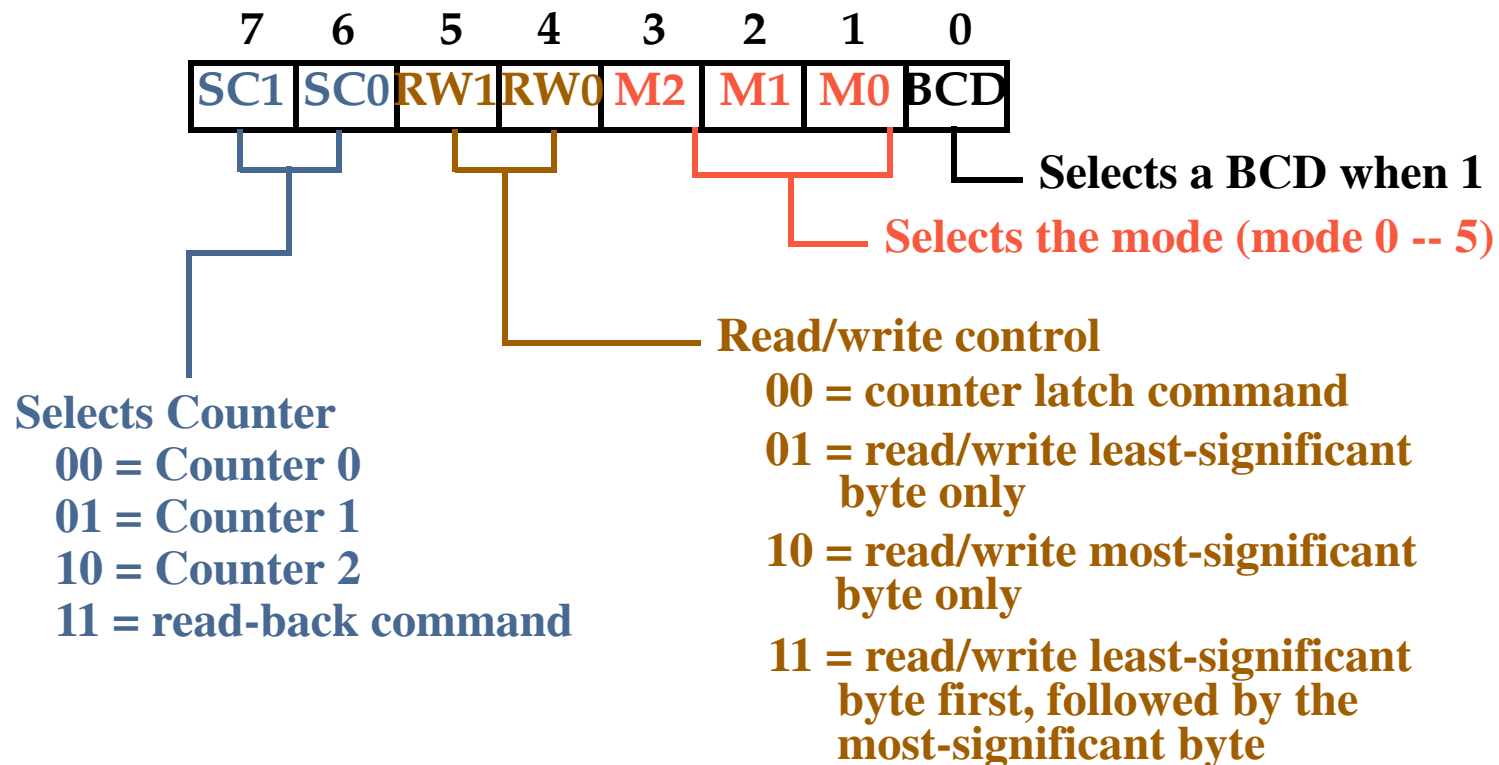 7 6 5 4 3 2 1 0
SC1 SC0 RW1 RW0 M2 M1 M0 BCD
Selects a BCD when 1
Selects the mode (mode 0 -- 5)
Read/write control
00 = counter latch command
01 = read/write least-significant
byte only
10 = read/write most-significant
byte only
11 = read/write least-significant
byte first, followed by the
most-significant byte
Selects Counter
00 = Counter 0
01 = Counter 1
10 = Counter 2
11 = read-back command